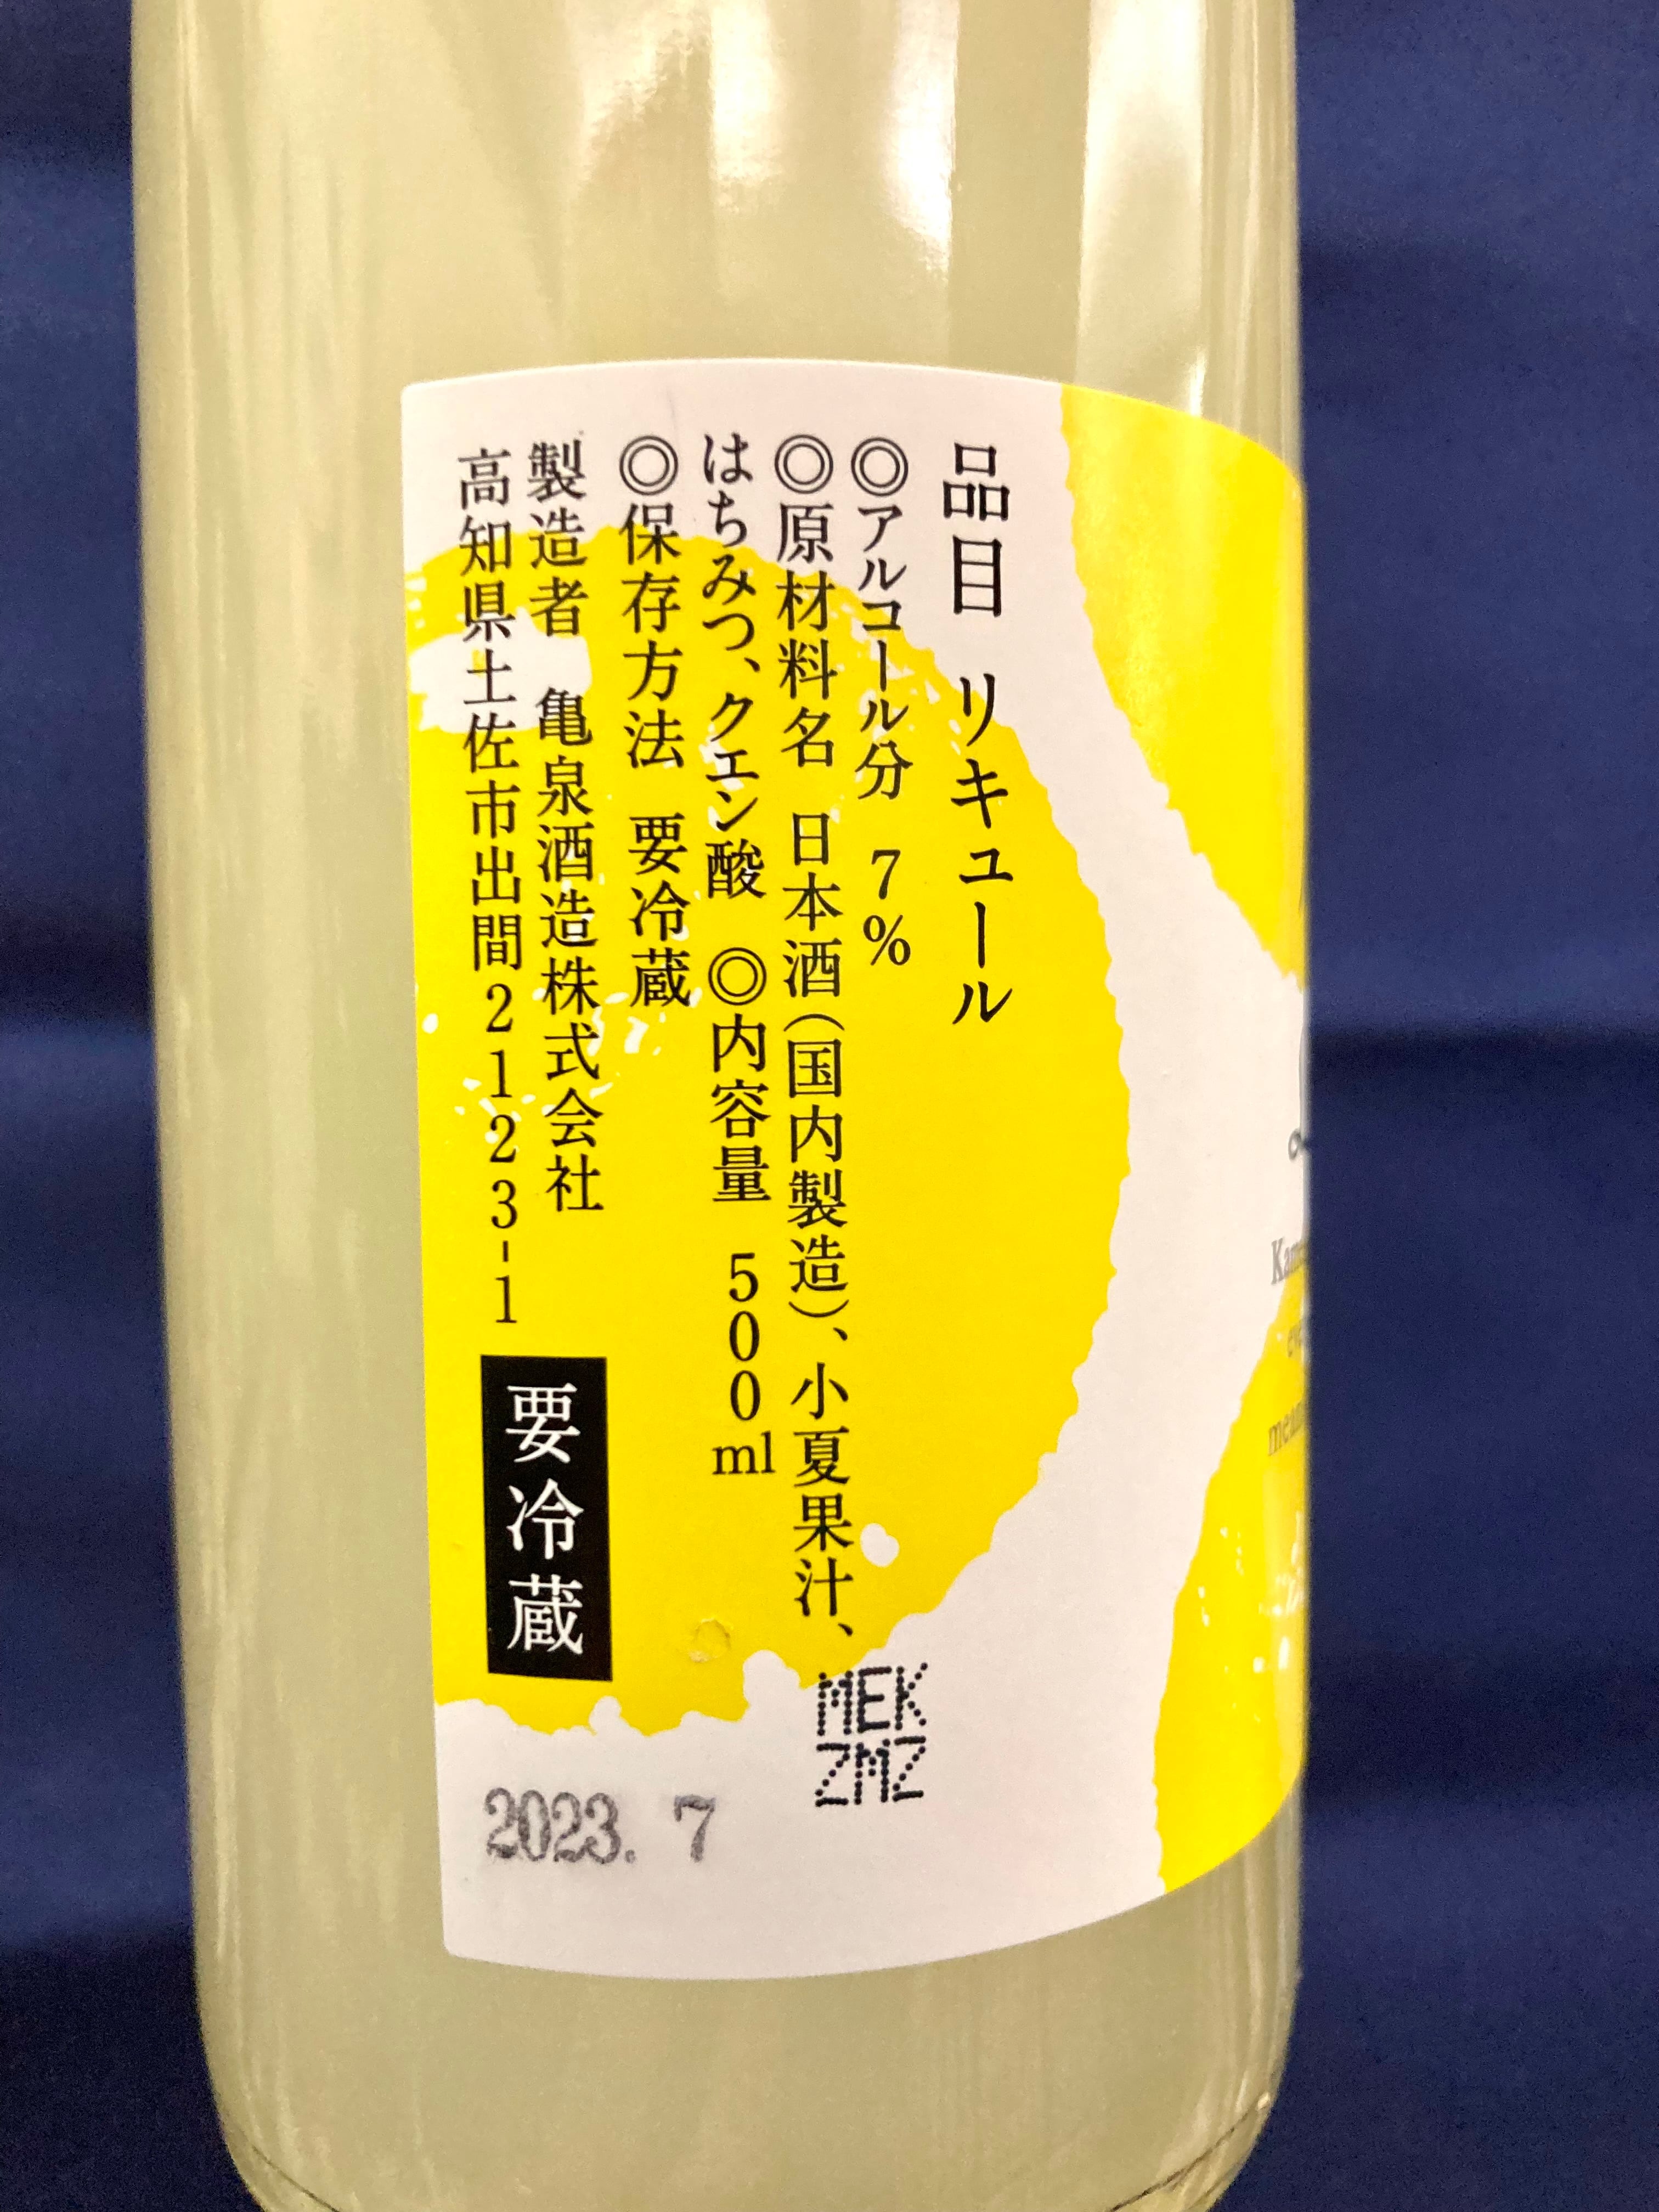 品目 リキュール
◎アルコール分 7%
◎原材料名 日本酒(国内製造)、小夏果汁、
はちみつ、クエン酸 ◎内容量 500ml
◎保存方法 要冷蔵
製造者 亀泉酒造株式会社
高知県土佐市出間2123-1
要冷蔵
MEK
ZMZ
2023. 7